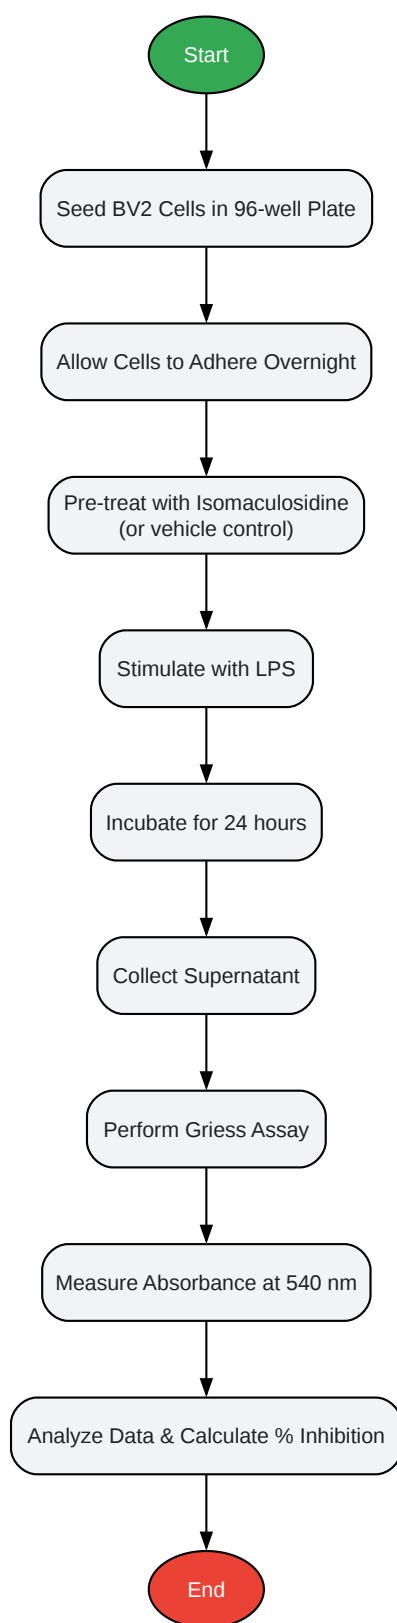 Start
Seed BV2 Cells in 96-well Plate
Allow Cells to Adhere Overnight
Pre-treat with Isomaculosidine
(or vehicle control)
Stimulate with LPS
Incubate for 24 hours
Collect Supernatant
Perform Griess Assay
Measure Absorbance at 540 nm
Analyze Data & Calculate % Inhibition
End